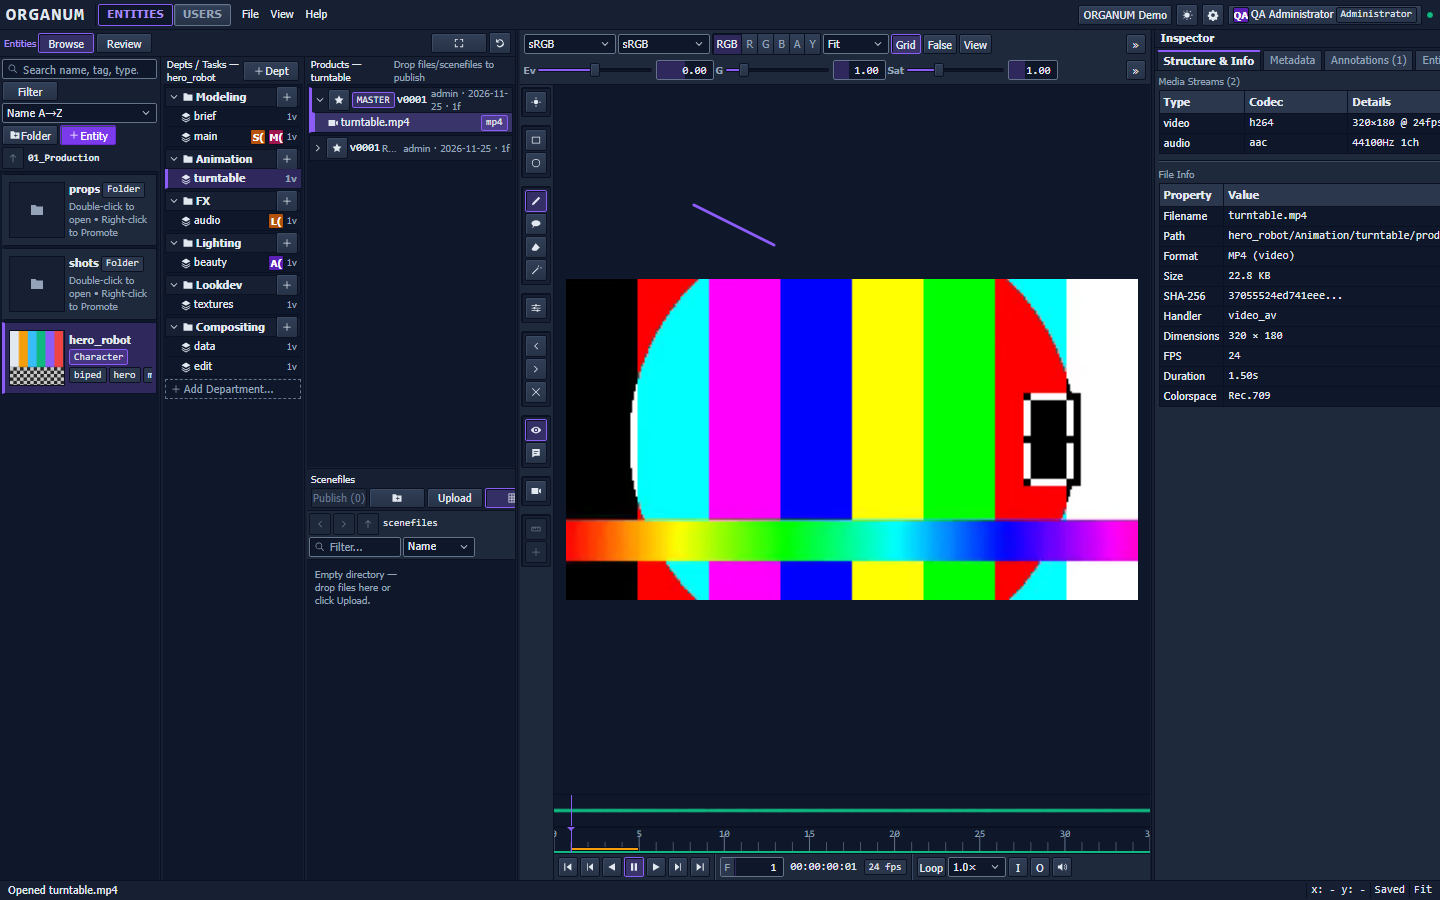 ORGANUM ENTITIES USERS File View Help ORGANUM Demo QA QA Administrator Administrator
Entities Browse Review
Search name, tag, type.
Filter
Name A→Z
Folder + Entity
01_Production
props Folder
Double-click to
open • Right-click
to Promote
shots Folder
Double-click to
open • Right-click
to Promote
hero_robot
Character
biped hero
Depts / Tasks —
hero_robot
+ Dept
Modeling +
brief 1v
main S( M( 1v
Animation +
turntable 1v
FX +
audio L( 1v
Lighting +
beauty A( 1v
Lookdev +
textures 1v
Compositing +
data 1v
edit 1v
+ Add Department...
Products —
turntable
Drop files/scenefiles to
publish
MASTER v0001 admin · 2026-11-
25 · 1f
turntable.mp4 mp4
v0001 R... admin · 2026-11-25 · 1f
Scenefiles
Publish (0) Upload
scenefiles
Filter... Name
Empty directory —
drop files here or
click Upload.
sRGB sRGB RGB R G B A Y Fit Grid False View »
Ev 0.00 G 1.00 Sat 1.00 »
5 10 15 20 25 30
F 1 00:00:00:01 24 fps Loop 1.0× I O
Inspector
Structure & Info Metadata Annotations (1) Enti
Media Streams (2)
Type Codec Details
video h264 320×180 @ 24fps
audio aac 44100Hz 1ch
File Info
Property Value
Filename turntable.mp4
Path hero_robot/Animation/turntable/prod
Format MP4 (video)
Size 22.8 KB
SHA-256 37055524ed741eee...
Handler video_av
Dimensions 320 × 180
FPS 24
Duration 1.50s
Colorspace Rec.709
Opened turntable.mp4 x: - y: - Saved Fit